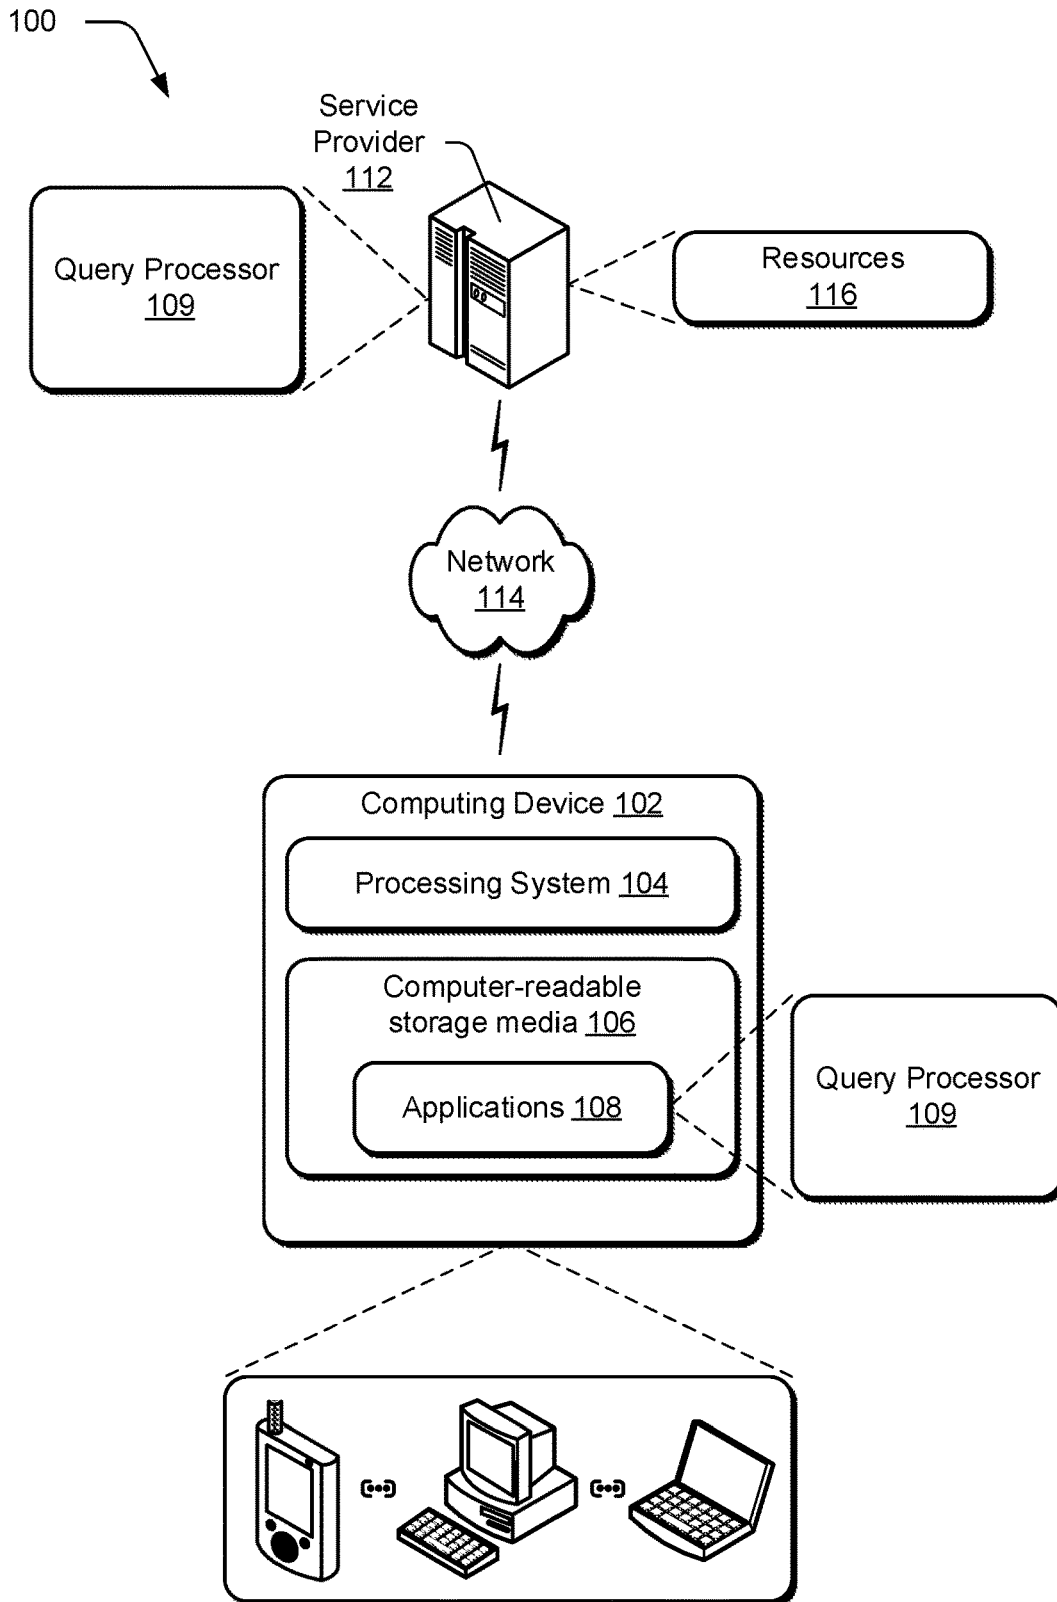 100
Service
Provider
112
Query Processor
109
Resources
116
Network
114
Computing Device 102
Processing System 104
Computer-readable
storage media 106
Applications 108
Query Processor
109